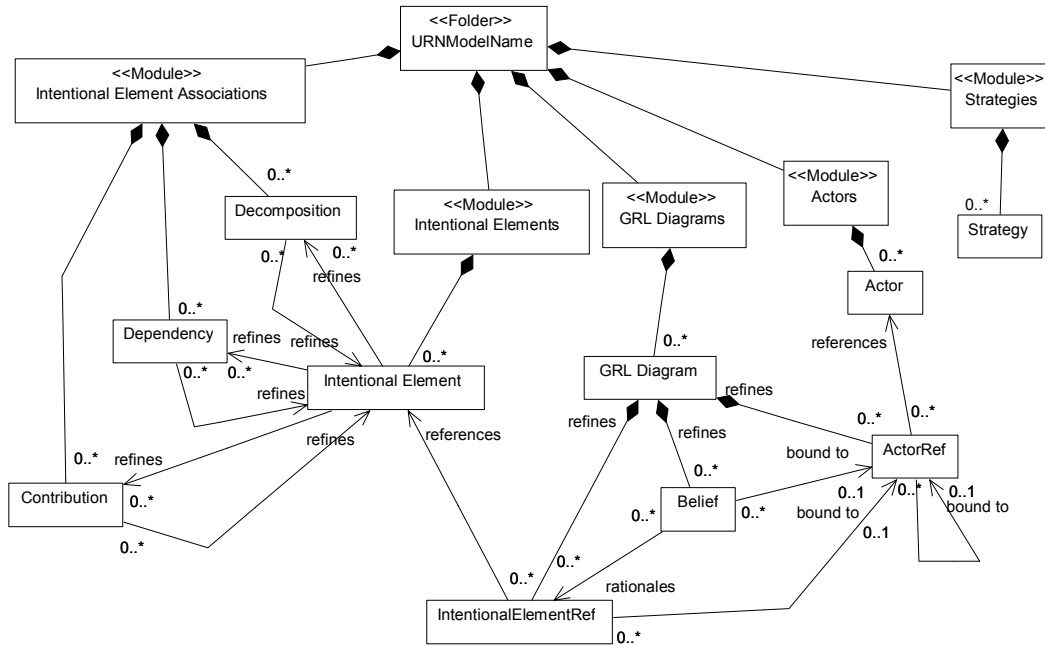 <<Folder>>
URNModelName
<<Module>>
Intentional Element Associations
<<Module>>
Strategies
<<Module>>
Actors
<<Module>>
Intentional Elements
<<Module>>
GRL Diagrams
0..*
Decomposition
0..*
0..*
refines
0..*
Strategy
0..*
Actor
0..*
Dependency
refines
refines
0..*
0..*
refines
0..*
Intentional Element
references
0..*
GRL Diagram
refines
refines
references
refines
0..*
0..*
ActorRef
bound to
0..*
refines
refines
0..*
Contribution
0..*
0..*
0..*
Belief
0..*
0..*
0..1
bound to
0..1
0..*
0..1
bound to
0..*
0..*
rationales
IntentionalElementRef
0..*